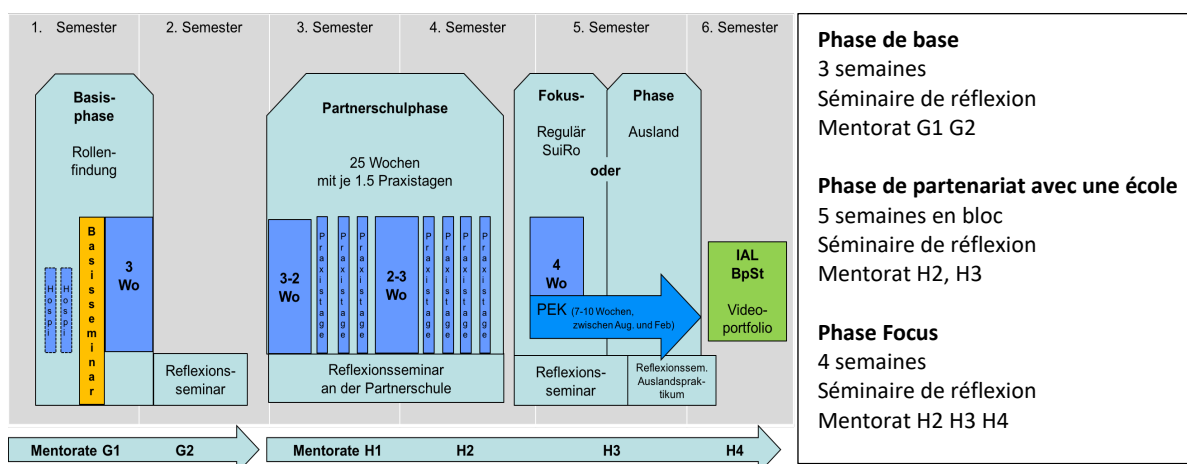 1. Semester
2. Semester
3. Semester
4. Semester
5. Semester
6. Semester
Basis-
phase
Rollen-
findung
Hospi
Hospi
Basisseminar
3
Wo
Reflexions-
seminar
Partnerschulphase
25 Wochen
mit je 1.5 Praxistagen
3-2
Wo
Praxistage
Praxistage
Praxistage
2-3
Wo
Praxistage
Praxistage
Praxistage
Praxistage
Reflexionsseminar
an der Partnerschule
Fokus-
Phase
Regulär
SuiRo
Ausland
oder
4
Wo
PEK (7-10 Wochen,
zwischen Aug. und Feb)
Reflexions-
seminar
Reflexionssem.
Auslandsprak-
tikum
IAL
BpSt
Video-
portfolio
Mentorate G1
G2
Mentorate H1
H2
H3
H4
Phase de base
3 semaines
Séminaire de réflexion
Mentorat G1 G2
Phase de partenariat avec une école
5 semaines en bloc
Séminaire de réflexion
Mentorat H2, H3
Phase Focus
4 semaines
Séminaire de réflexion
Mentorat H2 H3 H4